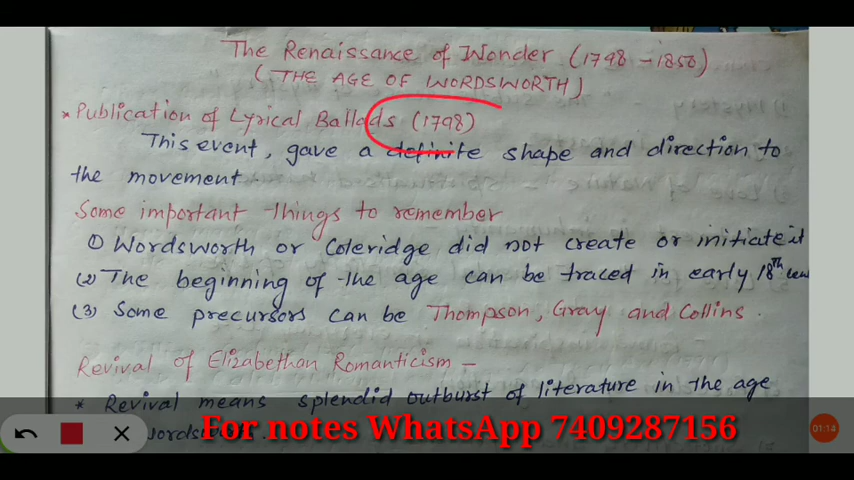 The Renaissance of Wonder (1798 - 1850)
(THE AGE OF WORDSWORTH)
* Publication of Lyrical Ballads (1798)
This event, gave a definite shape and direction to
the movement
Some important things to remember
① Wordsworth or Coleridge did not create or initiate it
(2) The beginning of the age can be traced in early 18th cen
(3) Some precursors can be Thompson, Gray and Collins.
Revival of Elizabethan Romanticism -
* Revival means splendid outburst of literature in the age
wordsw
For notes WhatsApp 7409287156
01:14